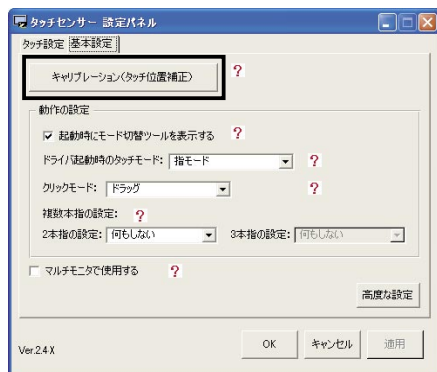 タッチセンサー 設定パネル
タッチ設定 基本設定
キャリブレーション(タッチ位置補正) ?
動作の設定
起動時にモード切替ツールを表示する ?
ドライバ起動時のタッチモード: 指モード ?
クリックモード: ドラッグ ?
複数本指の設定: ?
2本指の設定: 何もしない 3本指の設定: 何もしない
マルチモニタで使用する ?
高度な設定
Ver.2.4.X OK キャンセル 適用